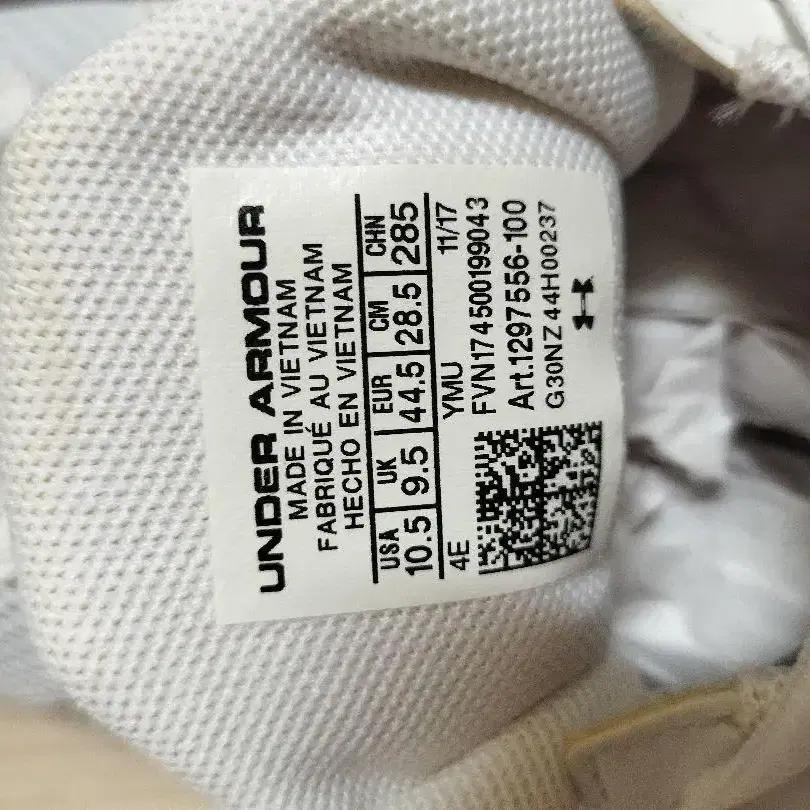 UNDER ARMOUR
MADE IN VIETNAM
FABRIQUÉ AU VIETNAM
HECHO EN VIETNAM
USA UK EUR CM CHN
10.5 9.5 44.5 28.5 285
4E YMU 11/17
FVN174500199043
Art.1297556-100
G30NZ44H00237